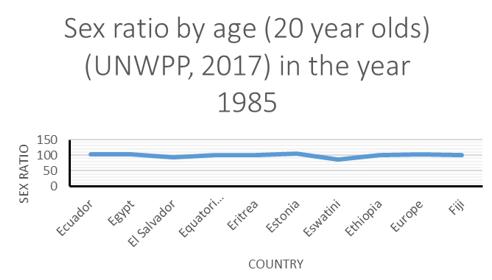 Sex ratio by age (20 year olds)
(UNWPP, 2017) in the year
1985
150
100
50
0
SEX RATIO
Ecuador
Egypt
El Salvador
Equatori...
Eritrea
Estonia
Eswatini
Ethiopia
Europe
Fiji
COUNTRY